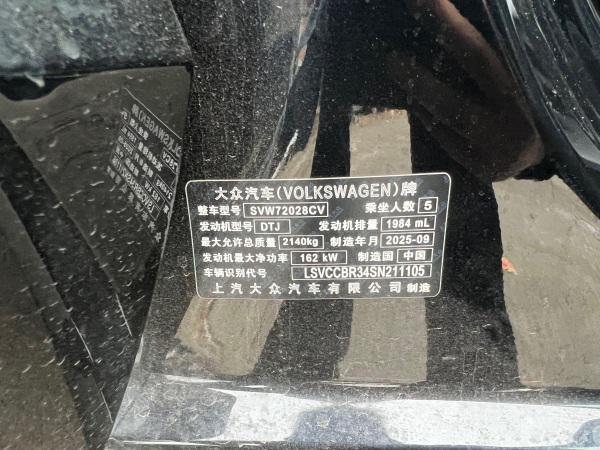 大众汽车(VOLKSWAGEN)牌
整车型号 SVW72028CV 乘坐人数 5
发动机型号 DTJ 发动机排量 1984 mL
最大允许总质量 2140kg 制造年月 2025-09
发动机最大净功率 162 kW 制造国 中国
车辆识别代号 LSVCCBR34SN211105
上汽大众汽车有限公司 制造